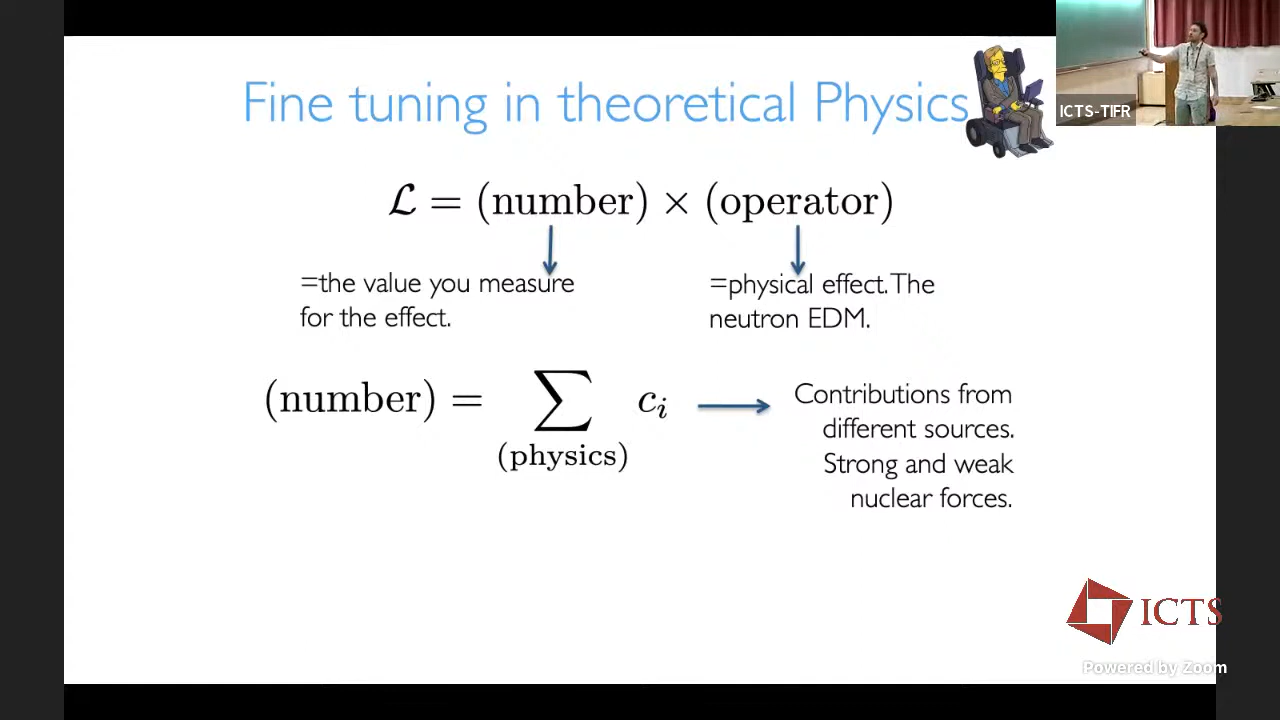 Fine tuning in theoretical Physics
ICTS-TIFR
ℒ = (number) × (operator)
=the value you measure
for the effect.
=physical effect. The
neutron EDM.
(number) = ∑ cᵢ
(physics)
Contributions from
different sources.
Strong and weak
nuclear forces.
ICTS
Powered by Zoom